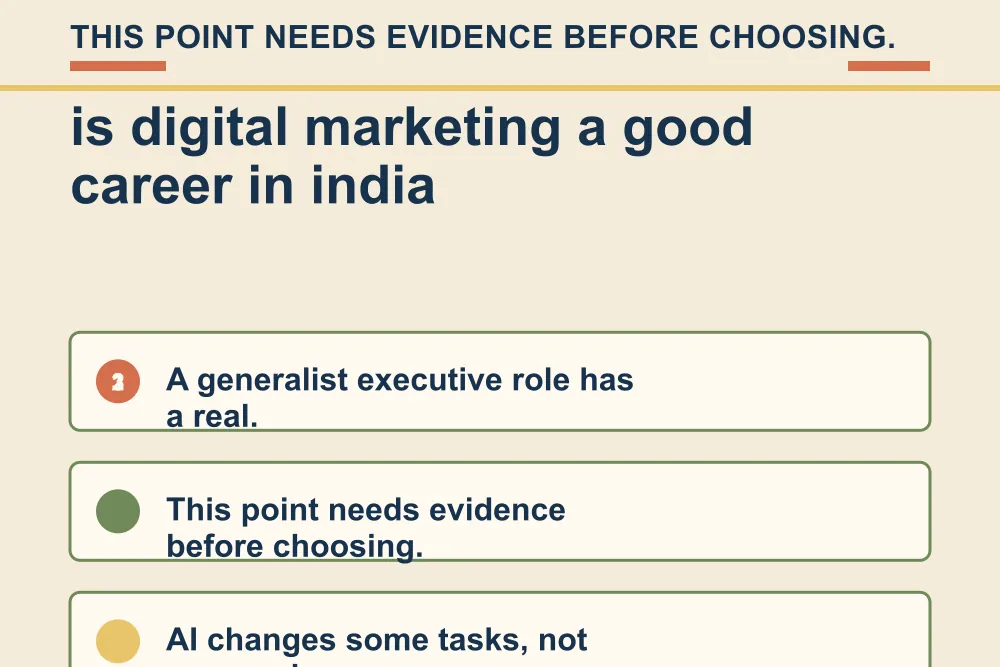 THIS POINT NEEDS EVIDENCE BEFORE CHOOSING.
is digital marketing a good
career in india
A generalist executive role has
a real.
This point needs evidence
before choosing.
AI changes some tasks, not